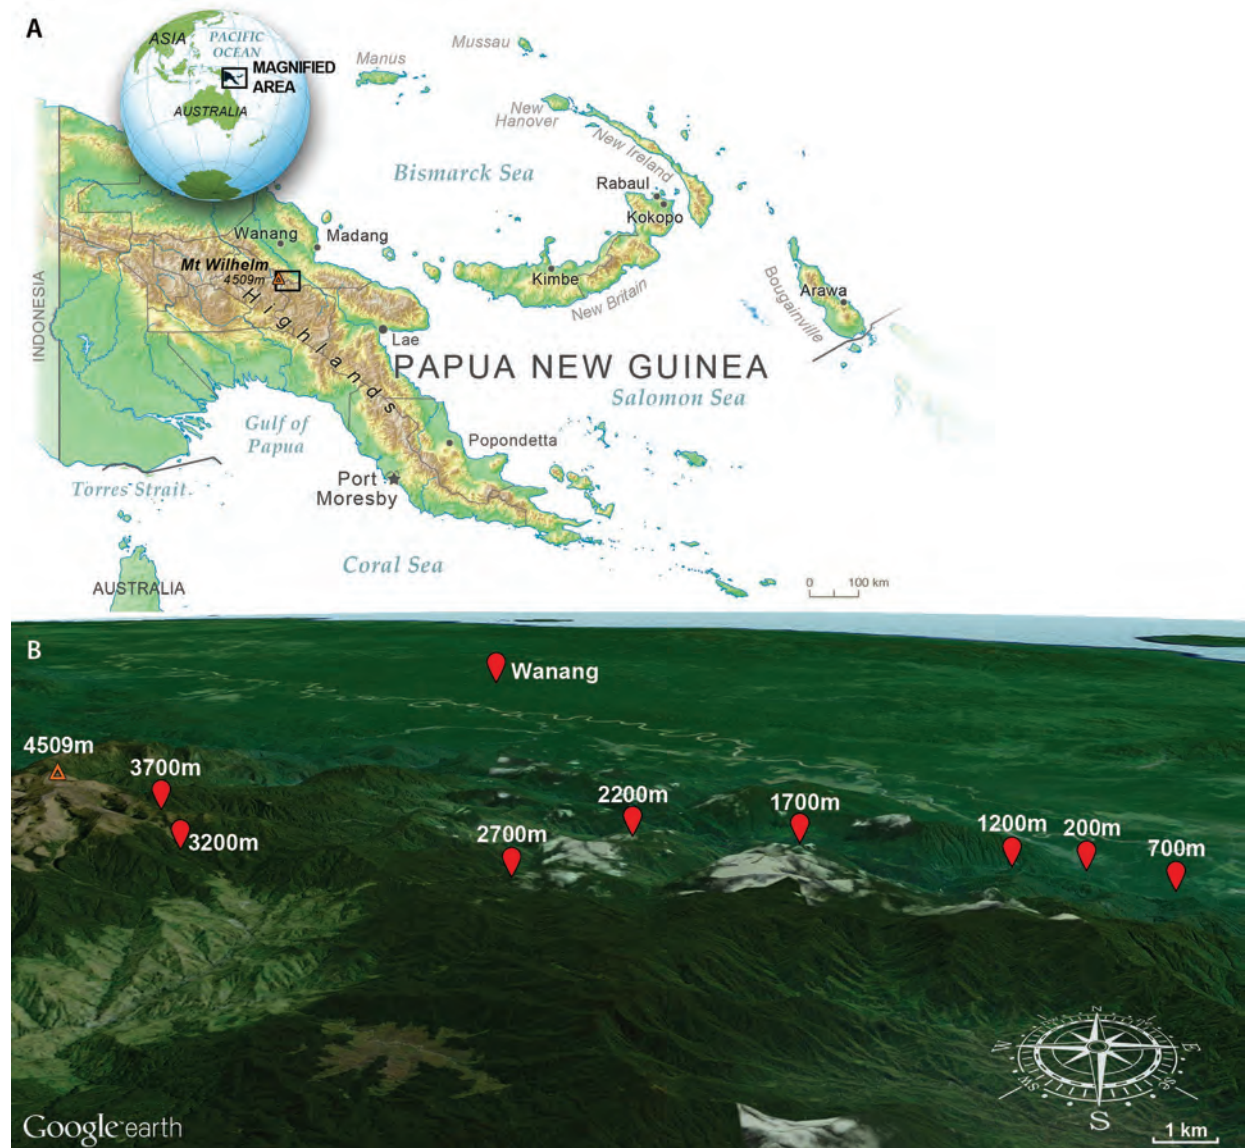 A
ASIA
PACIFIC
OCEAN
MAGNIFIED
AREA
AUSTRALIA
Mussau
Manus
New
Hanover
New Ireland
Bismarck Sea
Rabaul
Kokopo
Wanang
Madang
Mt Wilhelm
4509m
Kimbe
New Britain
Arawa
Bougainville
INDONESIA
Highlands
Lae
PAPUA NEW GUINEA
Salomon Sea
Gulf of
Papua
Popondetta
Port
Moresby
Torres Strait
Coral Sea
AUSTRALIA
0 100 km
B
Wanang
4509m
3700m
3200m
2700m
2200m
1700m
1200m
200m
700m
N
W
E
SW
Se
S
Google earth
1 km